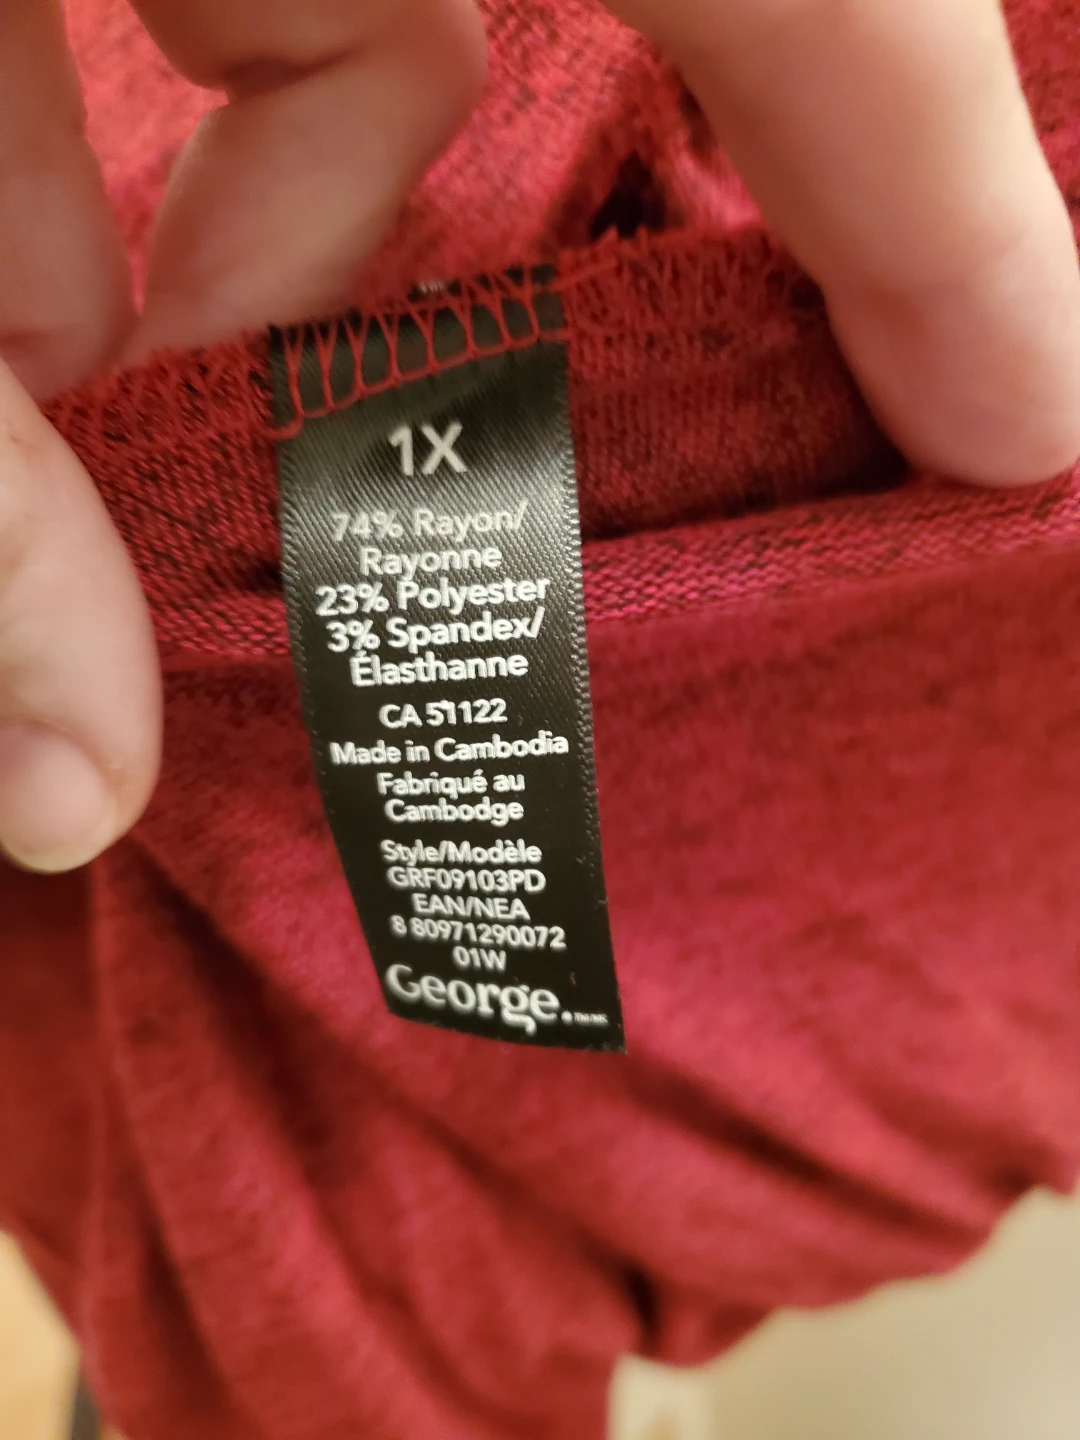 1X
74% Rayon/
Rayonne
23% Polyester
3% Spandex/
Élasthanne
CA 51122
Made in Cambodia
Fabriqué au
Cambodge
Style/Modèle
GRF09103PD
EAN/NEA
8 80971290072
01W
George.